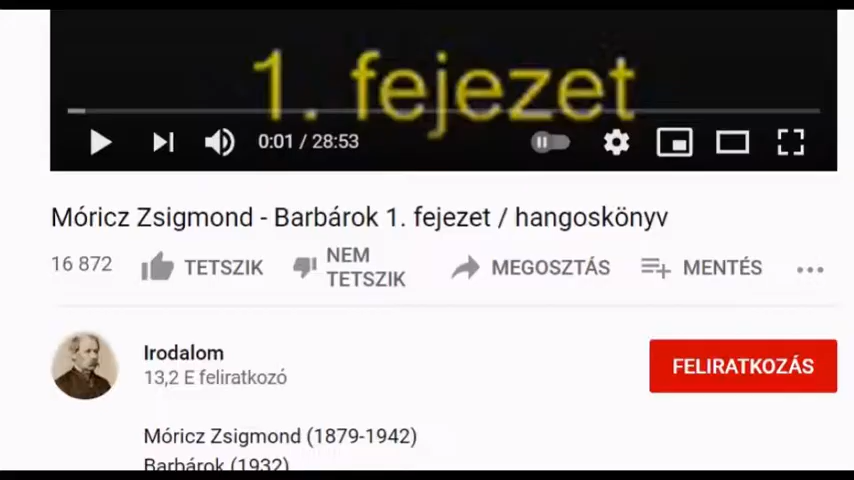 1. fejezet
0:01 / 28:53
Móricz Zsigmond - Barbárok 1. fejezet / hangoskönyv
16 872 TETSZIK NEM TETSZIK MEGOSZTÁS MENTÉS
Irodalom
13,2 E feliratkozó
FELIRATKOZÁS
Móricz Zsigmond (1879-1942)
Barbárok (1932)